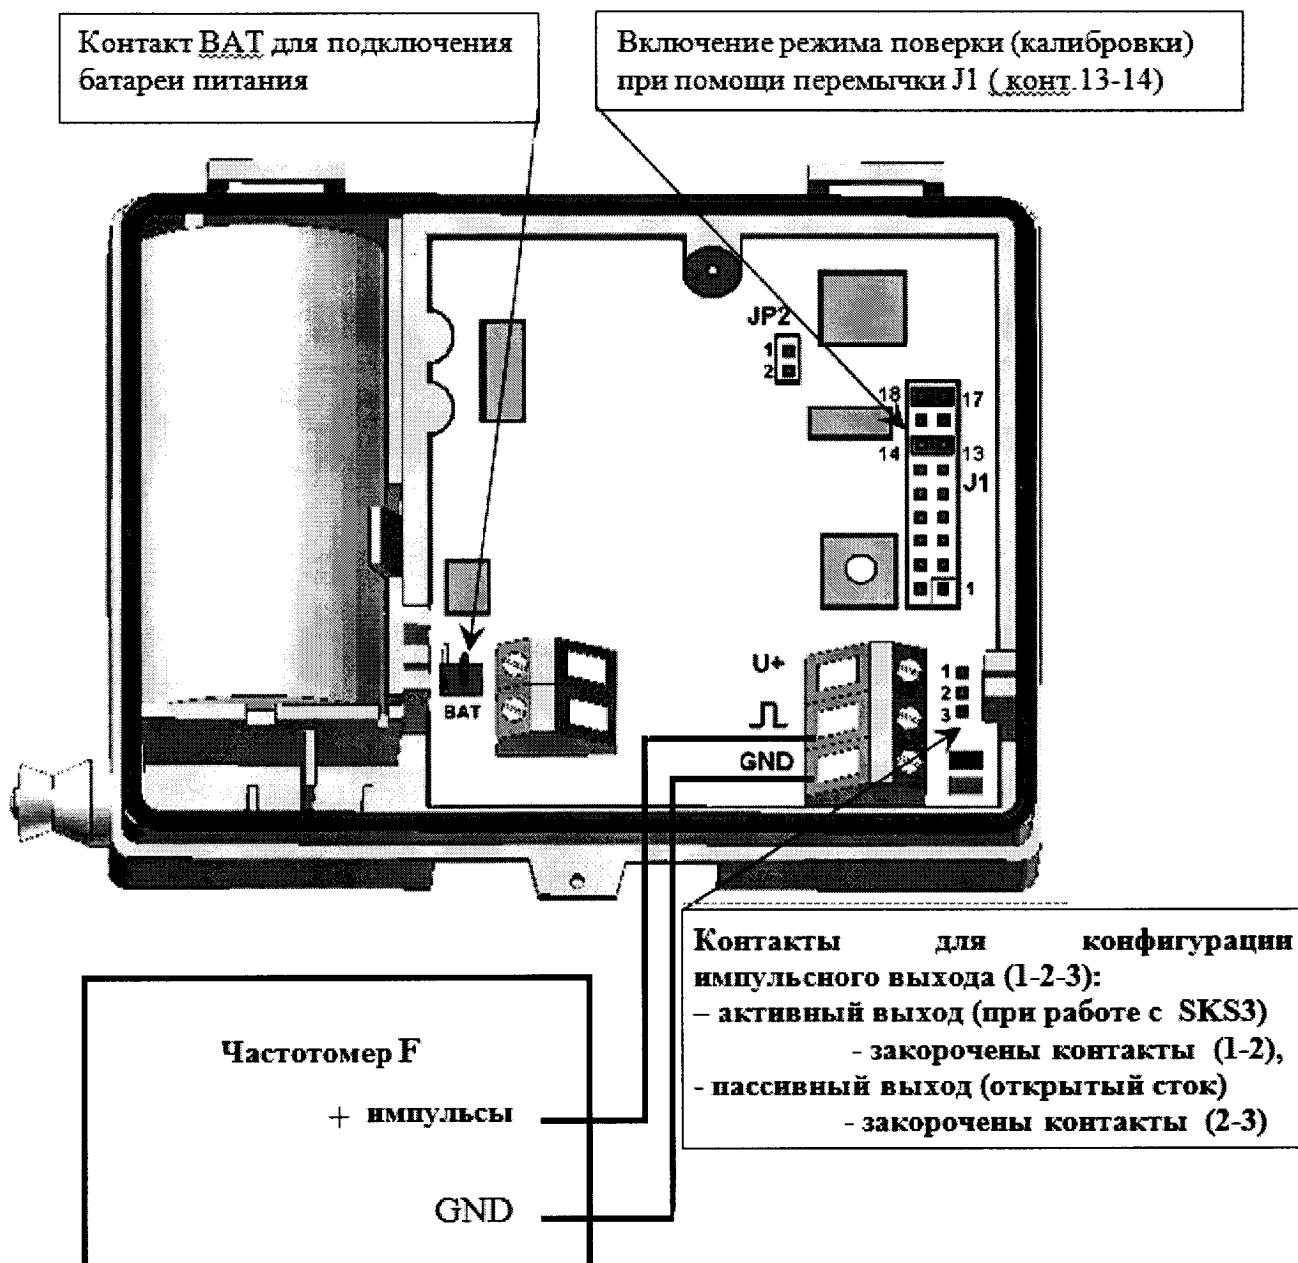 Контакт BAT для подключения
батареи питания
Включение режима поверки (калибровки)
при помощи перемычки J1 ( конт.13-14)
JP2
1
2
18 17
14 13
J1
1
U+
1
2
3
BAT
GND
Контакты для конфигурации
импульсного выхода (1-2-3):
– активный выход (при работе с SKS3)
- закорочены контакты (1-2),
- пассивный выход (открытый сток)
- закорочены контакты (2-3)
Частотомер F
+ импульсы
GND